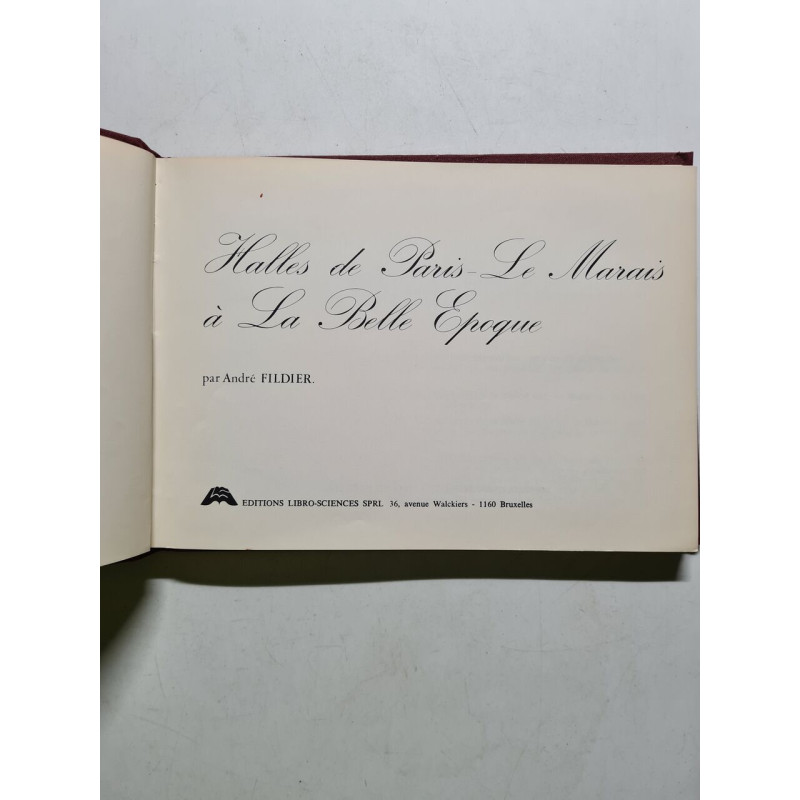 Halles de Paris - Le Marais
à La Belle Epoque
par André FILDIER.
EDITIONS LIBRO-SCIENCES SPRL 36, avenue Walckiers - 1160 Bruxelles